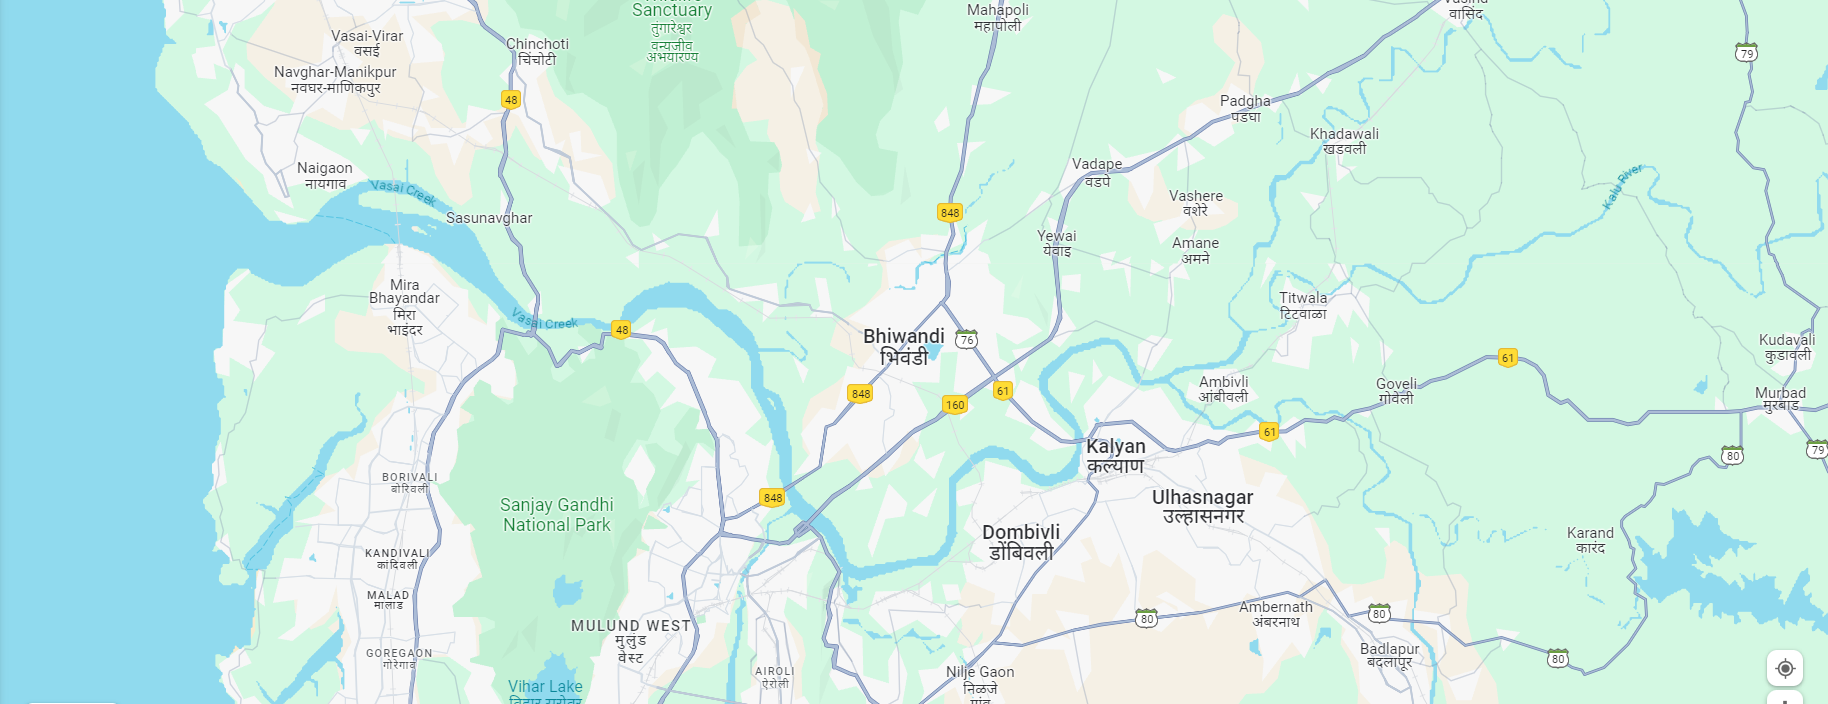 Sanctuary
तुंगारेश्वर
वन्यजीव
अभयारण्य
Mahapoli
महापोली
वासिंद
Vasai-Virar
वसई
Chinchoti
चिंचोटी
Navghar-Manikpur
नवघर-माणिकपुर
79
48
Padgha
पडघा
Khadawali
खडवली
Naigaon
नायगाव
Vasai Creek
Vadape
वडपे
Kalu River
Vashere
वशेरे
Sasunavghar
848
Yewai
येवाइ
Amane
अमने
Mira
Bhayandar
मिरा
भाइंदर
Titwala
टिटवाळा
Vasai Creek
48
Bhiwandi
भिवंडी
76
Kudavali
कुडावली
61
Ambivli
आंबीवली
Goveli
गोवेली
Murbad
मुरबाड
848
160
61
61
Kalyan
कल्याण
80
79
BORIVALI
बोरिवली
848
Sanjay Gandhi
National Park
Ulhasnagar
उल्हासनगर
Dombivli
डोंबिवली
Karand
कारंद
KANDIVALI
कांदिवली
MALAD
मालाड
MULUND WEST
मुलुंड
वेस्ट
80
Ambernath
अंबरनाथ
80
GOREGAON
गोरेगाव
Badlapur
बदलापूर
80
AIROLI
ऐरोली
Nilje Gaon
निळजे
Vihar Lake